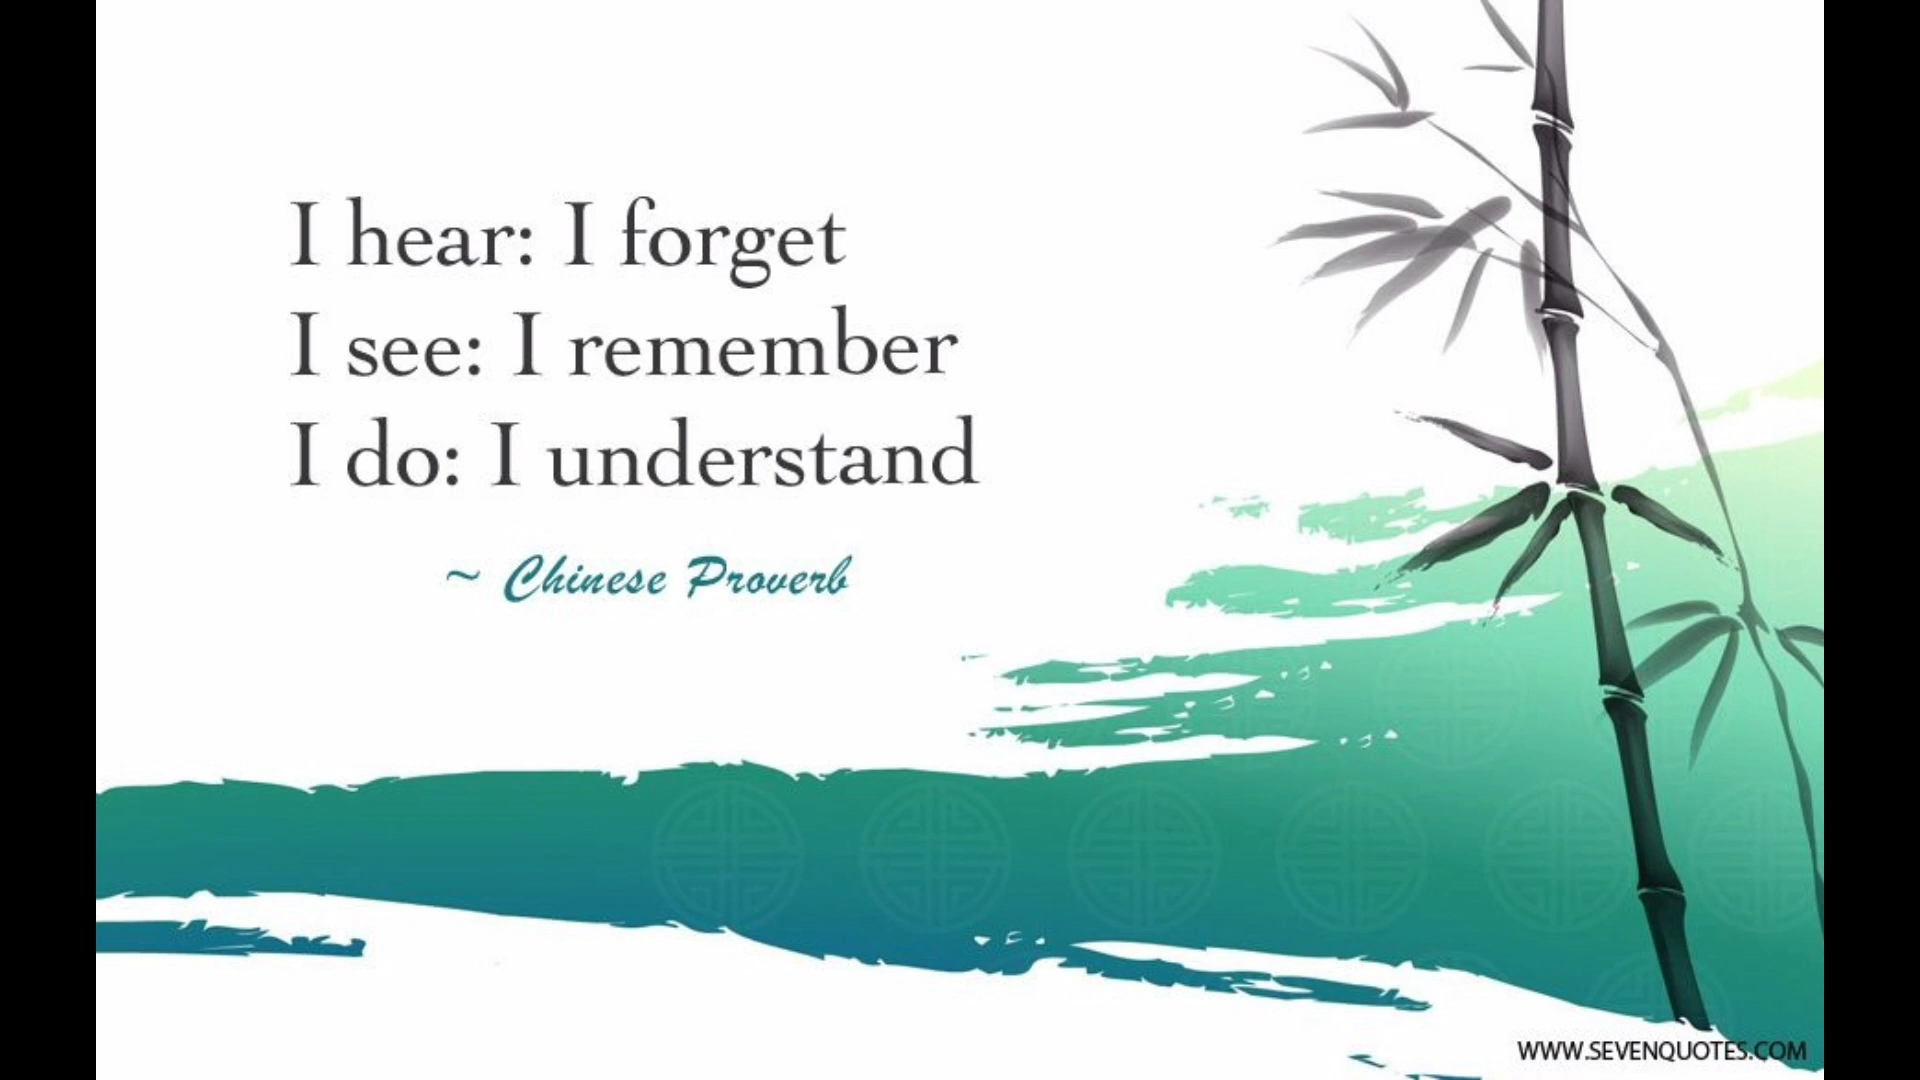 I hear: I forget
I see: I remember
I do: I understand
~ Chinese Proverb
WWW.SEVENQUOTES.COM